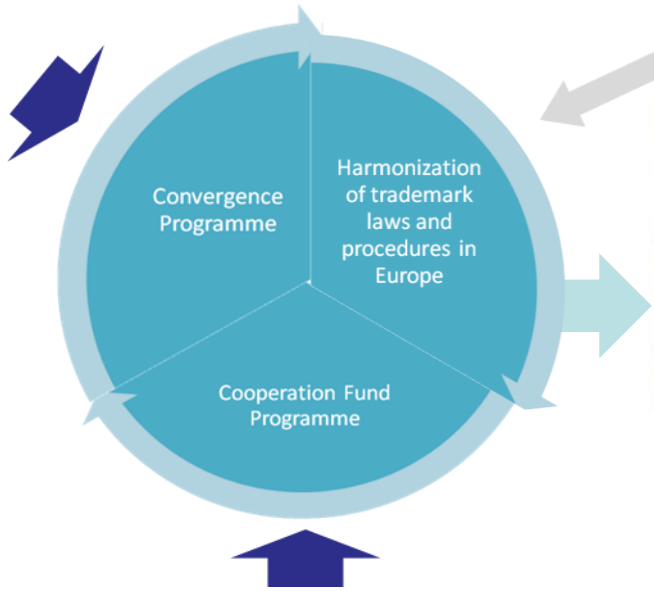 Convergence
Programme
Harmonization
of trademark
laws and
procedures in
Europe
Cooperation Fund
Programme